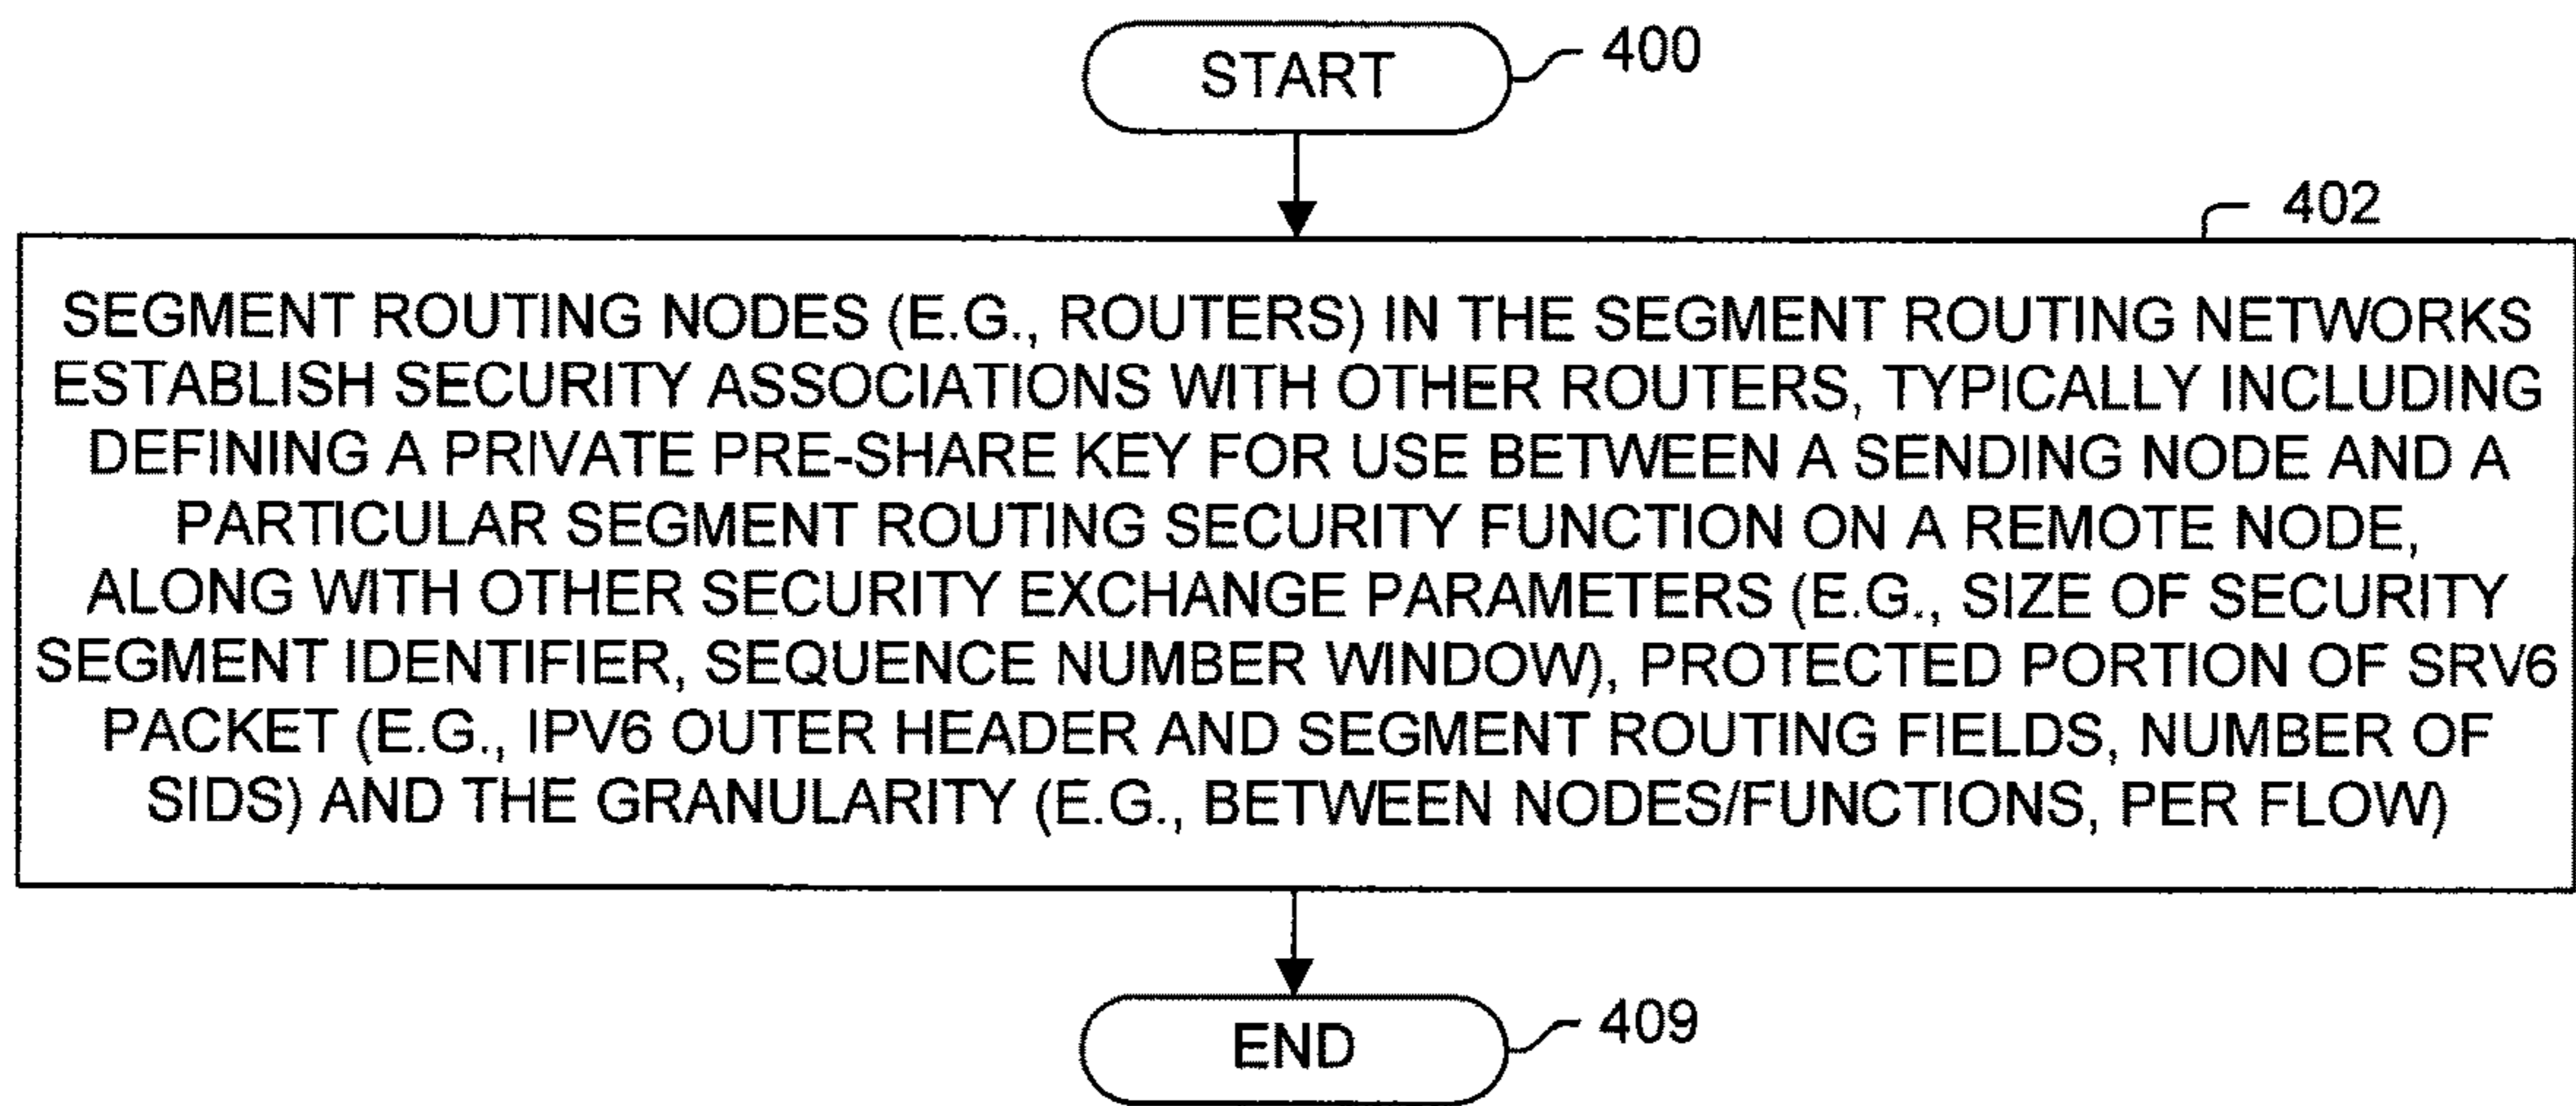 START
400
402
SEGMENT ROUTING NODES (E.G., ROUTERS) IN THE SEGMENT ROUTING NETWORKS
ESTABLISH SECURITY ASSOCIATIONS WITH OTHER ROUTERS, TYPICALLY INCLUDING
DEFINING A PRIVATE PRE-SHARE KEY FOR USE BETWEEN A SENDING NODE AND A
PARTICULAR SEGMENT ROUTING SECURITY FUNCTION ON A REMOTE NODE,
ALONG WITH OTHER SECURITY EXCHANGE PARAMETERS (E.G., SIZE OF SECURITY
SEGMENT IDENTIFIER, SEQUENCE NUMBER WINDOW), PROTECTED PORTION OF SRV6
PACKET (E.G., IPV6 OUTER HEADER AND SEGMENT ROUTING FIELDS, NUMBER OF
SIDS) AND THE GRANULARITY (E.G., BETWEEN NODES/FUNCTIONS, PER FLOW)
END
409